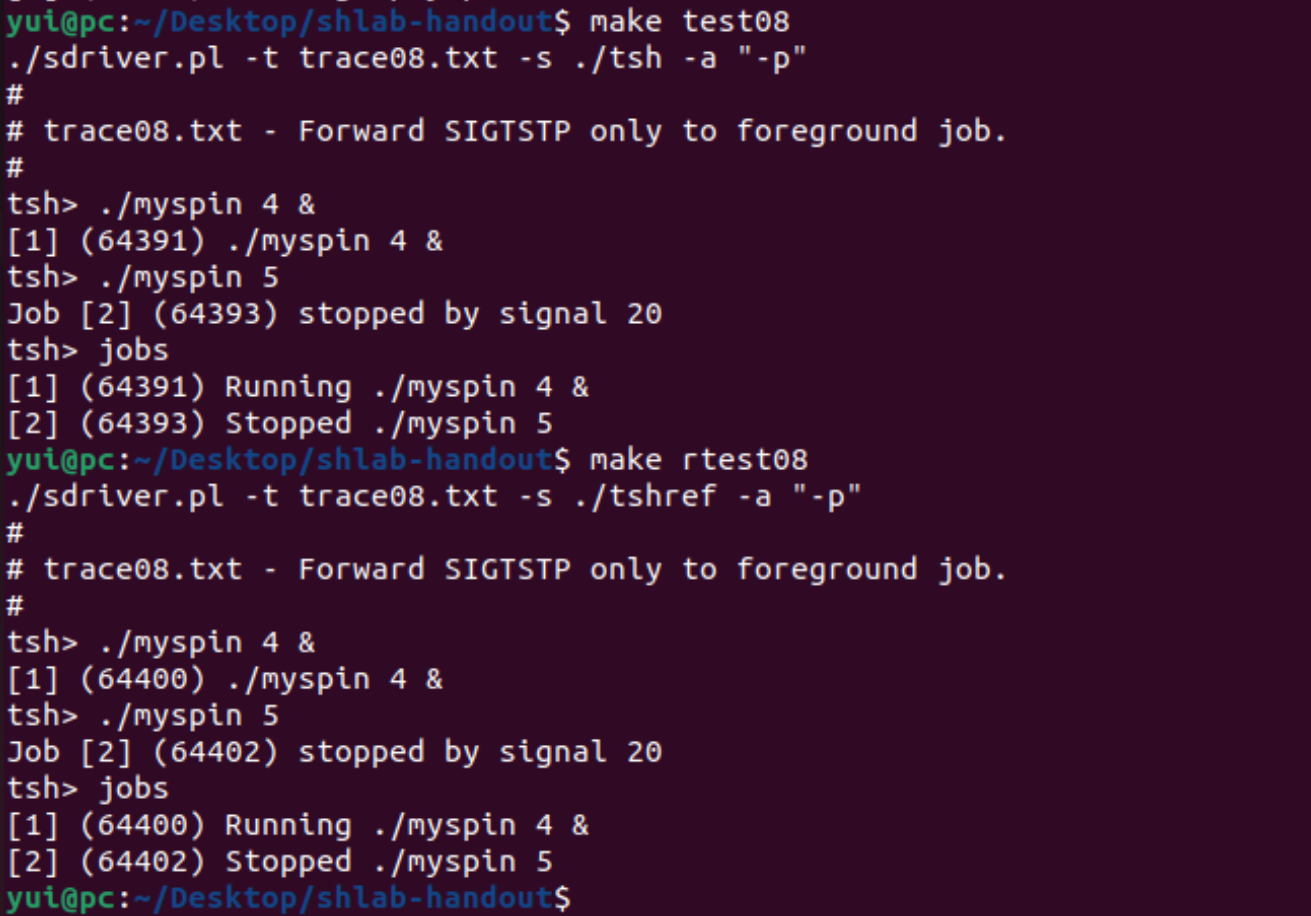 yui@pc:~/Desktop/shlab-handout$ make test08
./sdriver.pl -t trace08.txt -s ./tsh -a "-p"
#
# trace08.txt - Forward SIGTSTP only to foreground job.
#
tsh> ./myspin 4 &
[1] (64391) ./myspin 4 &
tsh> ./myspin 5
Job [2] (64393) stopped by signal 20
tsh> jobs
[1] (64391) Running ./myspin 4 &
[2] (64393) Stopped ./myspin 5
yui@pc:~/Desktop/shlab-handout$ make rtest08
./sdriver.pl -t trace08.txt -s ./tshref -a "-p"
#
# trace08.txt - Forward SIGTSTP only to foreground job.
#
tsh> ./myspin 4 &
[1] (64400) ./myspin 4 &
tsh> ./myspin 5
Job [2] (64402) stopped by signal 20
tsh> jobs
[1] (64400) Running ./myspin 4 &
[2] (64402) Stopped ./myspin 5
yui@pc:~/Desktop/shlab-handout$